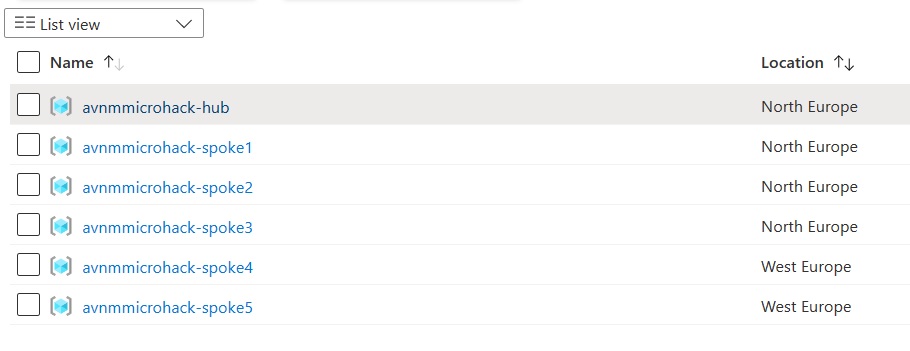 List view
Name Location
avnmmicrohack-hub North Europe
avnmmicrohack-spoke1 North Europe
avnmmicrohack-spoke2 North Europe
avnmmicrohack-spoke3 North Europe
avnmmicrohack-spoke4 West Europe
avnmmicrohack-spoke5 West Europe